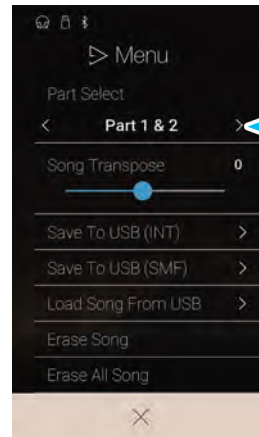 Menu
Part Select
< Part 1 & 2 >
Song Transpose 0
Save To USB (INT) >
Save To USB (SMF) >
Load Song From USB >
Erase Song
Erase All Song